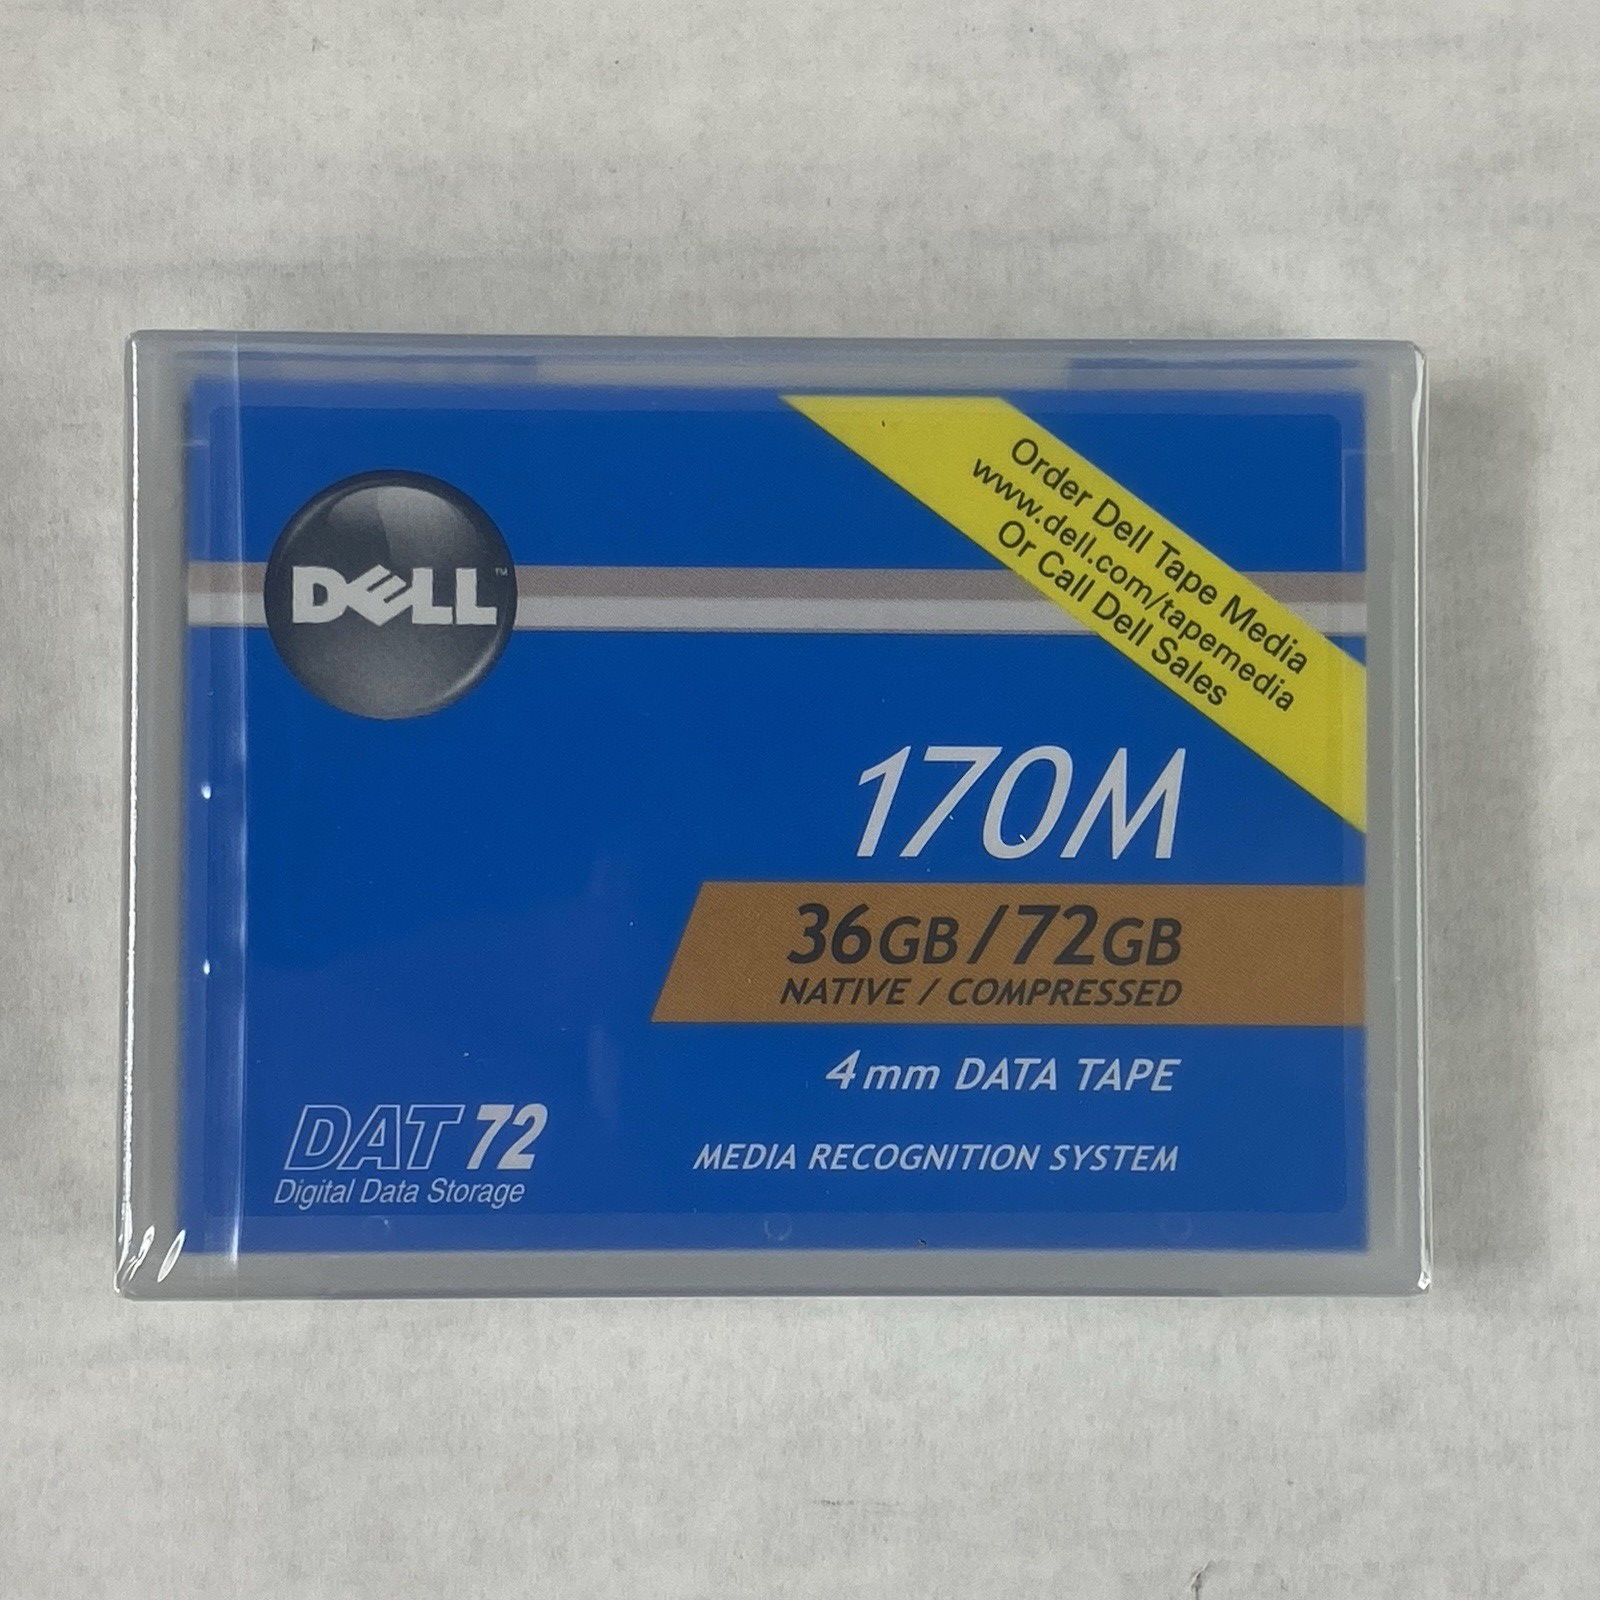 Order Dell Tape Media
www.dell.com/tapemedia
Or Call Dell Sales
DELL™
170M
36GB/72GB
NATIVE / COMPRESSED
4mm DATA TAPE
DAT 72
Digital Data Storage
MEDIA RECOGNITION SYSTEM